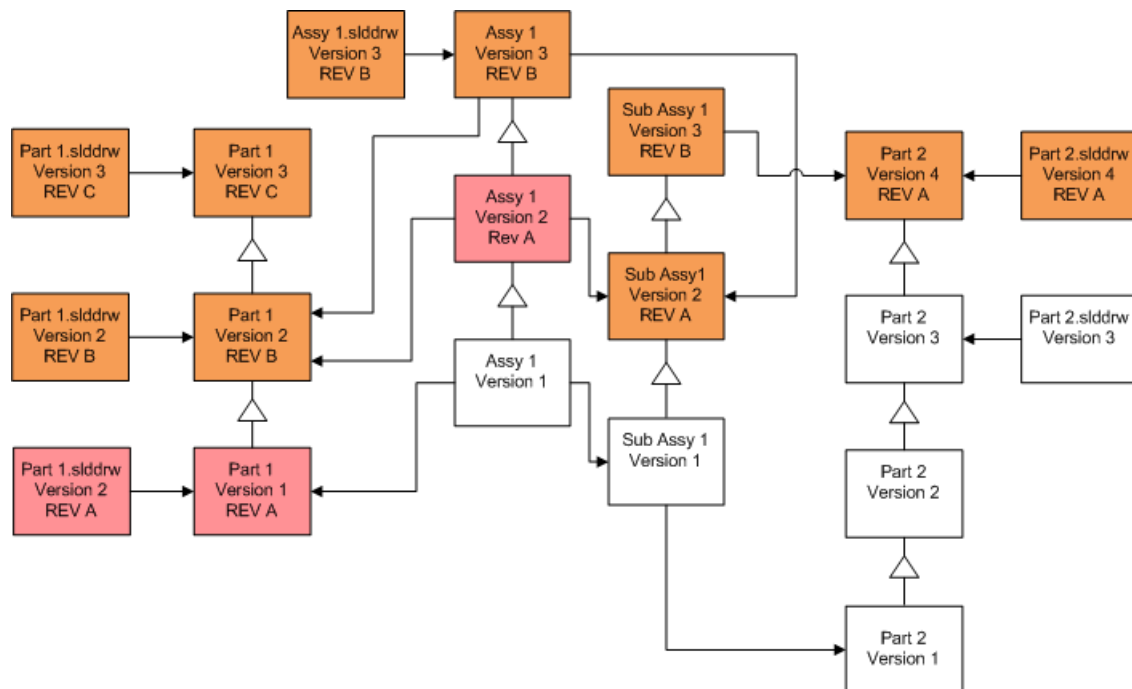 Assy 1.slddrw
Version 3
REV B
Assy 1
Version 3
REV B
Sub Assy 1
Version 3
REV B
Part 1.slddrw
Version 3
REV C
Part 1
Version 3
REV C
Part 2
Version 4
REV A
Part 2.slddrw
Version 4
REV A
Assy 1
Version 2
Rev A
Sub Assy1
Version 2
REV A
Part 1.slddrw
Version 2
REV B
Part 1
Version 2
REV B
Part 2
Version 3
Part 2.slddrw
Version 3
Assy 1
Version 1
Sub Assy 1
Version 1
Part 1.slddrw
Version 2
REV A
Part 1
Version 1
REV A
Part 2
Version 2
Part 2
Version 1